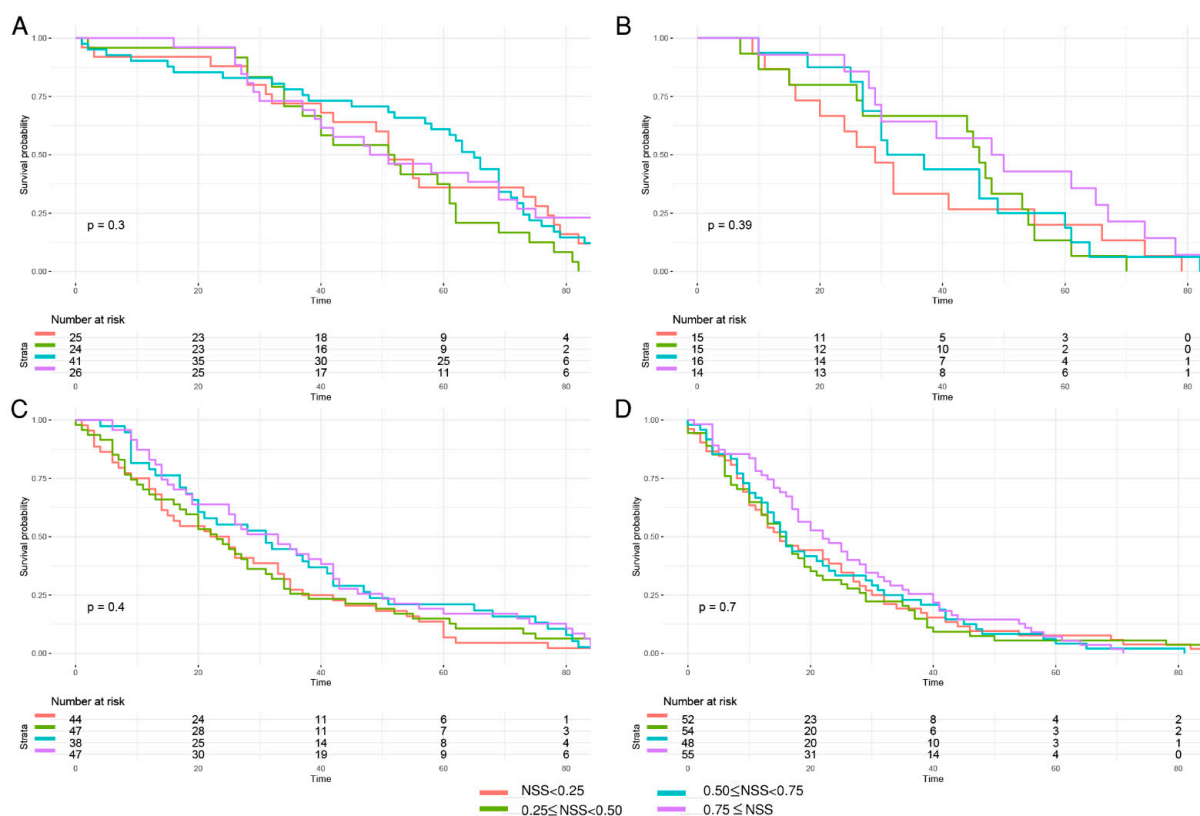 A
B
1.00
0.75
0.50
0.25
0.00
Survival probability
p = 0.3
0 20 40 60 80
Time
1.00
0.75
0.50
0.25
0.00
Survival probability
p = 0.39
0 20 40 60 80
Time
Number at risk
Strata
25 23 18 9 4
24 23 16 9 2
41 35 30 25 6
26 25 17 11 6
0 20 40 60 80
Time
Number at risk
Strata
15 11 5 3 0
15 12 10 2 0
16 14 7 4 1
14 13 8 6 1
0 20 40 60 80
Time
C
D
1.00
0.75
0.50
0.25
0.00
Survival probability
p = 0.4
0 20 40 60 80
Time
1.00
0.75
0.50
0.25
0.00
Survival probability
p = 0.7
0 20 40 60 80
Time
Number at risk
Strata
44 24 11 6 1
47 28 11 7 3
38 25 14 8 4
47 30 19 9 6
0 20 40 60 80
Time
Number at risk
Strata
52 23 8 4 2
54 20 6 3 2
48 20 10 3 1
55 31 14 4 0
0 20 40 60 80
Time
NSS<0.25
0.50≤NSS<0.75
0.25≤NSS<0.50
0.75≤NSS